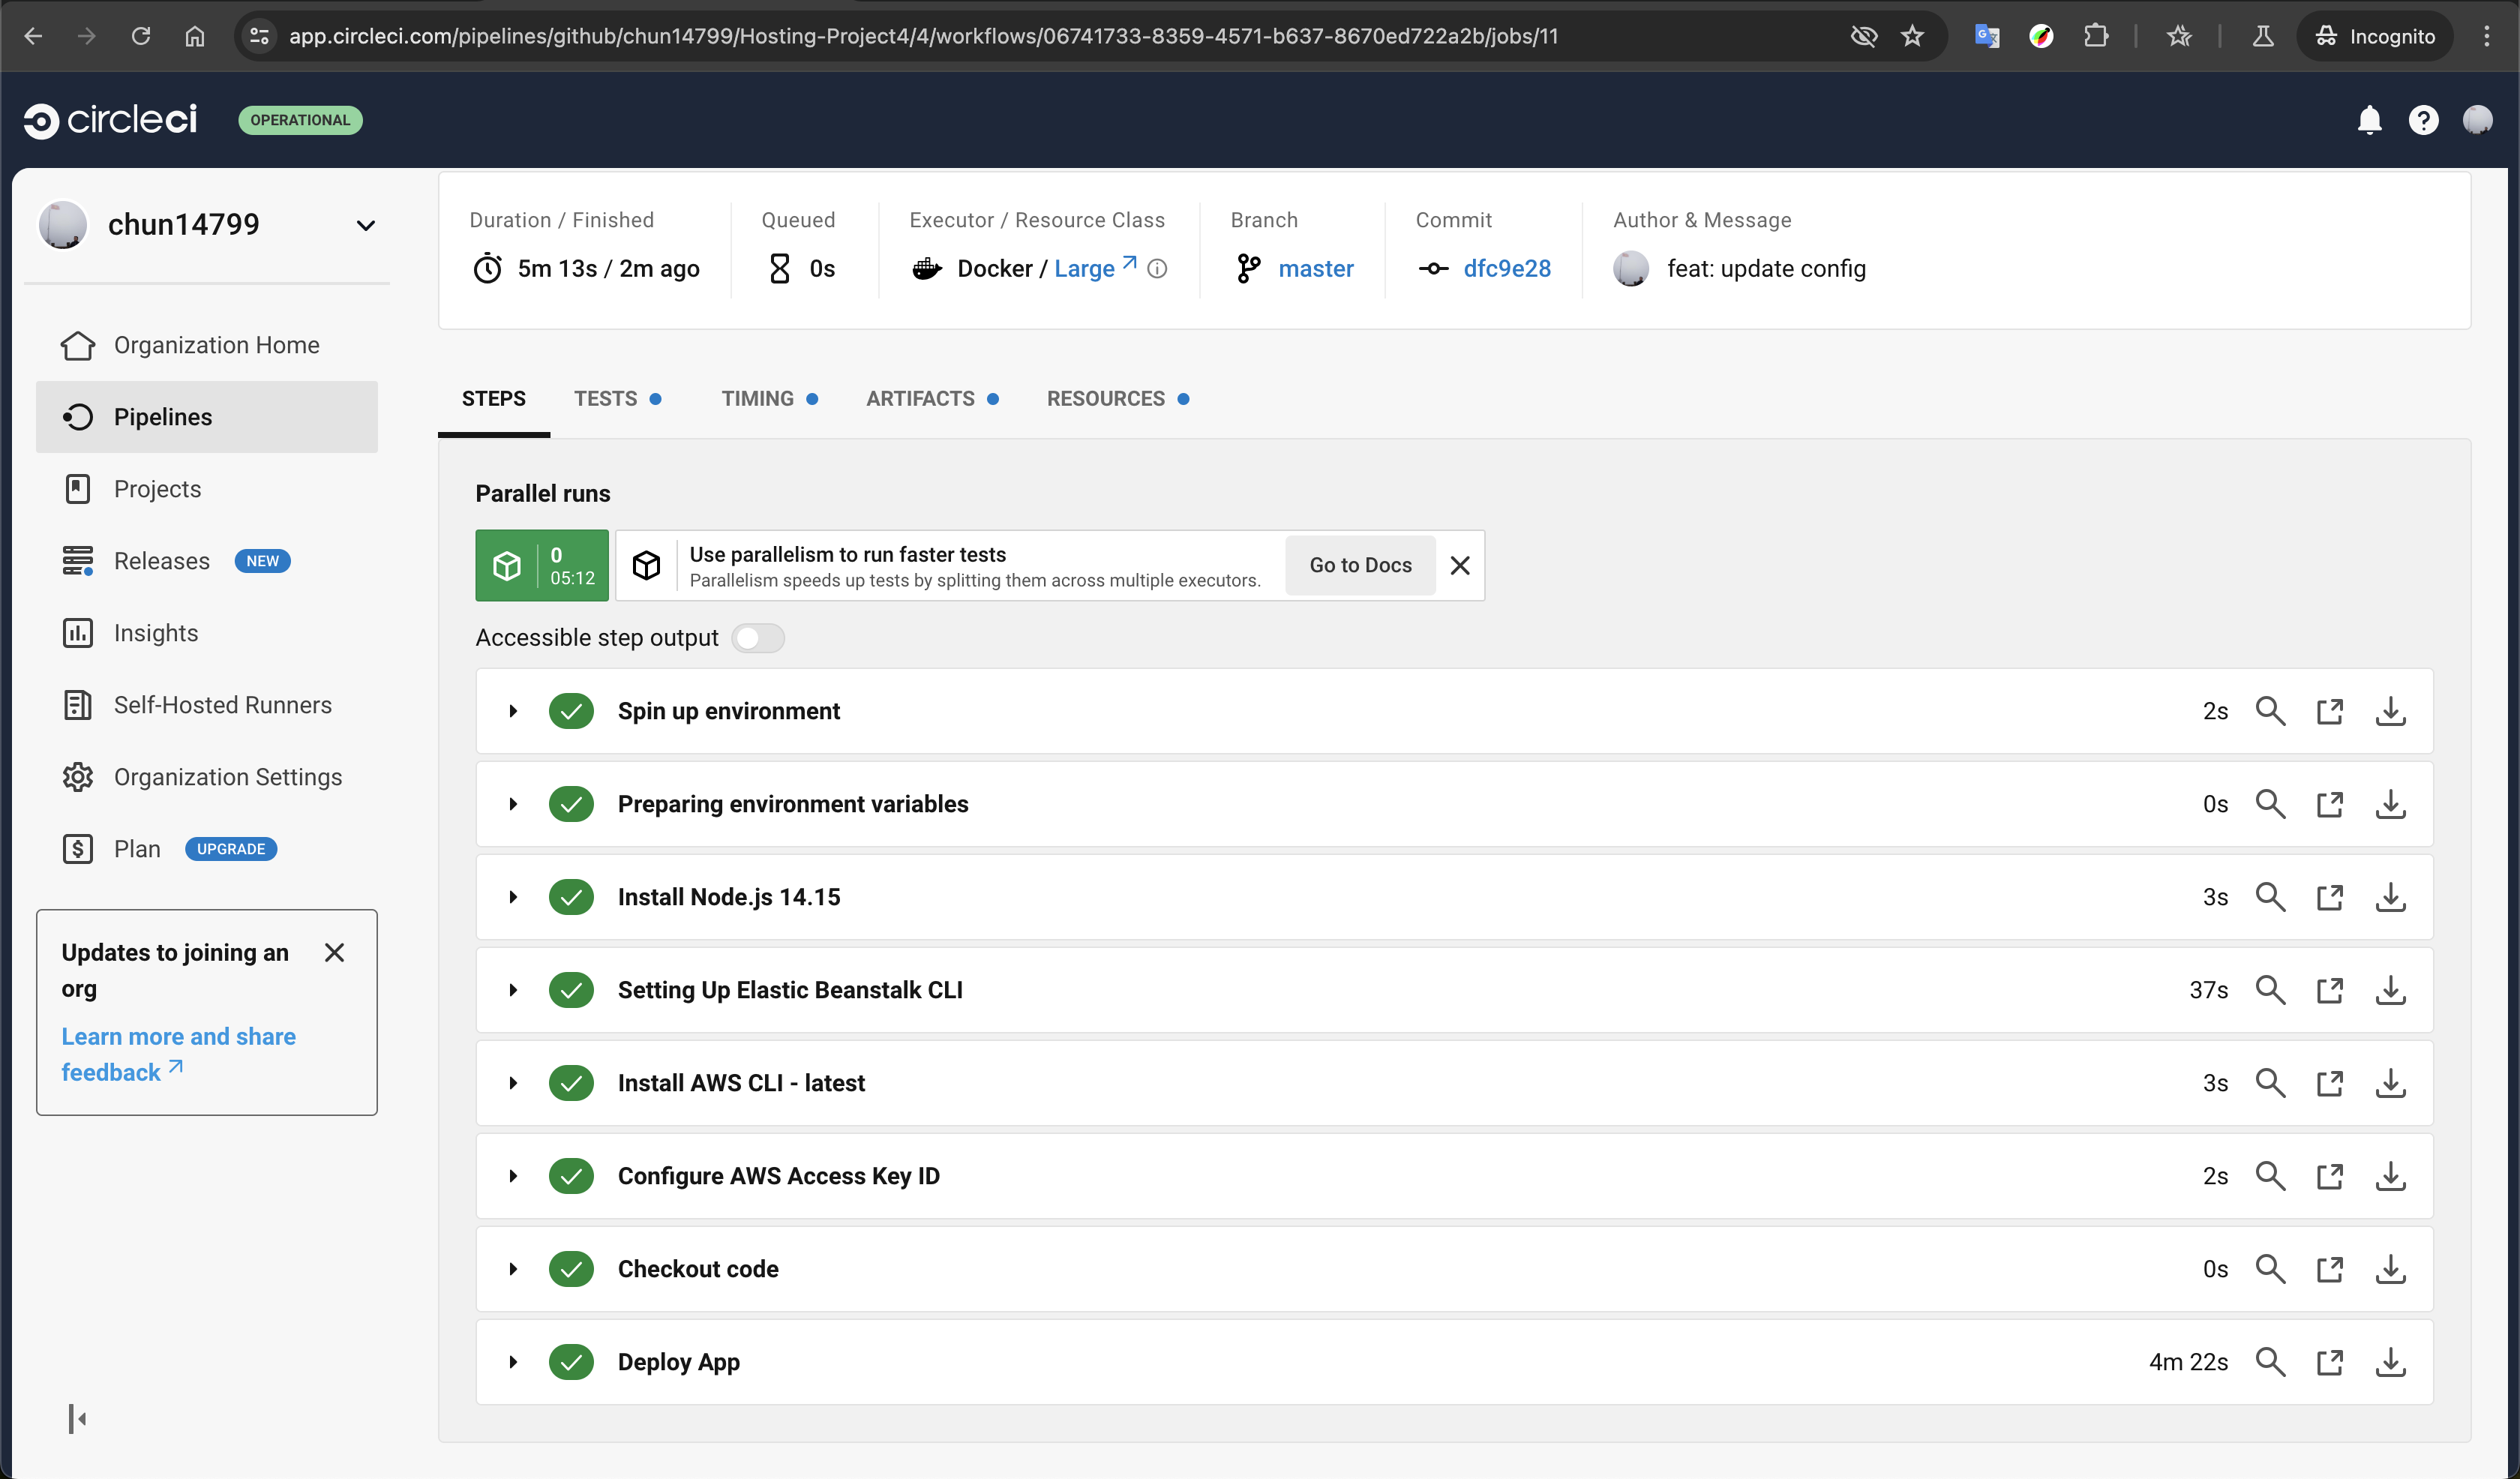 app.circleci.com/pipelines/github/chun14799/Hosting-Project4/4/workflows/06741733-8359-4571-b637-8670ed722a2b/jobs/11
Incognito
circleci
OPERATIONAL
chun14799
Organization Home
Pipelines
Projects
Releases NEW
Insights
Self-Hosted Runners
Organization Settings
Plan UPGRADE
Updates to joining an
org
Learn more and share
feedback
Duration / Finished
5m 13s / 2m ago
Queued
0s
Executor / Resource Class
Docker / Large
Branch
master
Commit
dfc9e28
Author & Message
feat: update config
STEPS TESTS TIMING ARTIFACTS RESOURCES
Parallel runs
0
05:12
Use parallelism to run faster tests
Parallelism speeds up tests by splitting them across multiple executors.
Go to Docs
Accessible step output
Spin up environment 2s
Preparing environment variables 0s
Install Node.js 14.15 3s
Setting Up Elastic Beanstalk CLI 37s
Install AWS CLI - latest 3s
Configure AWS Access Key ID 2s
Checkout code 0s
Deploy App 4m 22s